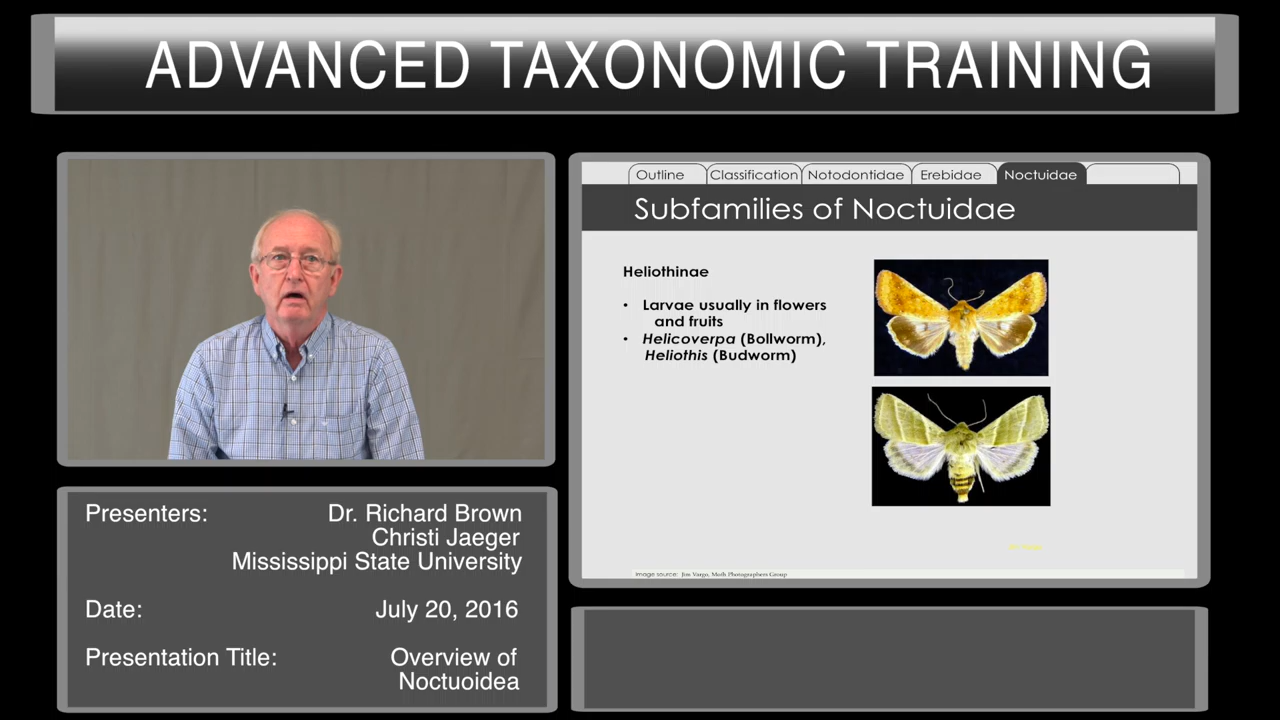 ADVANCED TAXONOMIC TRAINING
Outline
Classification
Notodontidae
Erebidae
Noctuidae
Subfamilies of Noctuidae
Heliothinae
• Larvae usually in flowers
and fruits
• Helicoverpa (Bollworm),
Heliothis (Budworm)
Image source: Jim Vargo, Moth Photographers Group
Presenters: Dr. Richard Brown
Christi Jaeger
Mississippi State University
Date: July 20, 2016
Presentation Title: Overview of
Noctuoidea